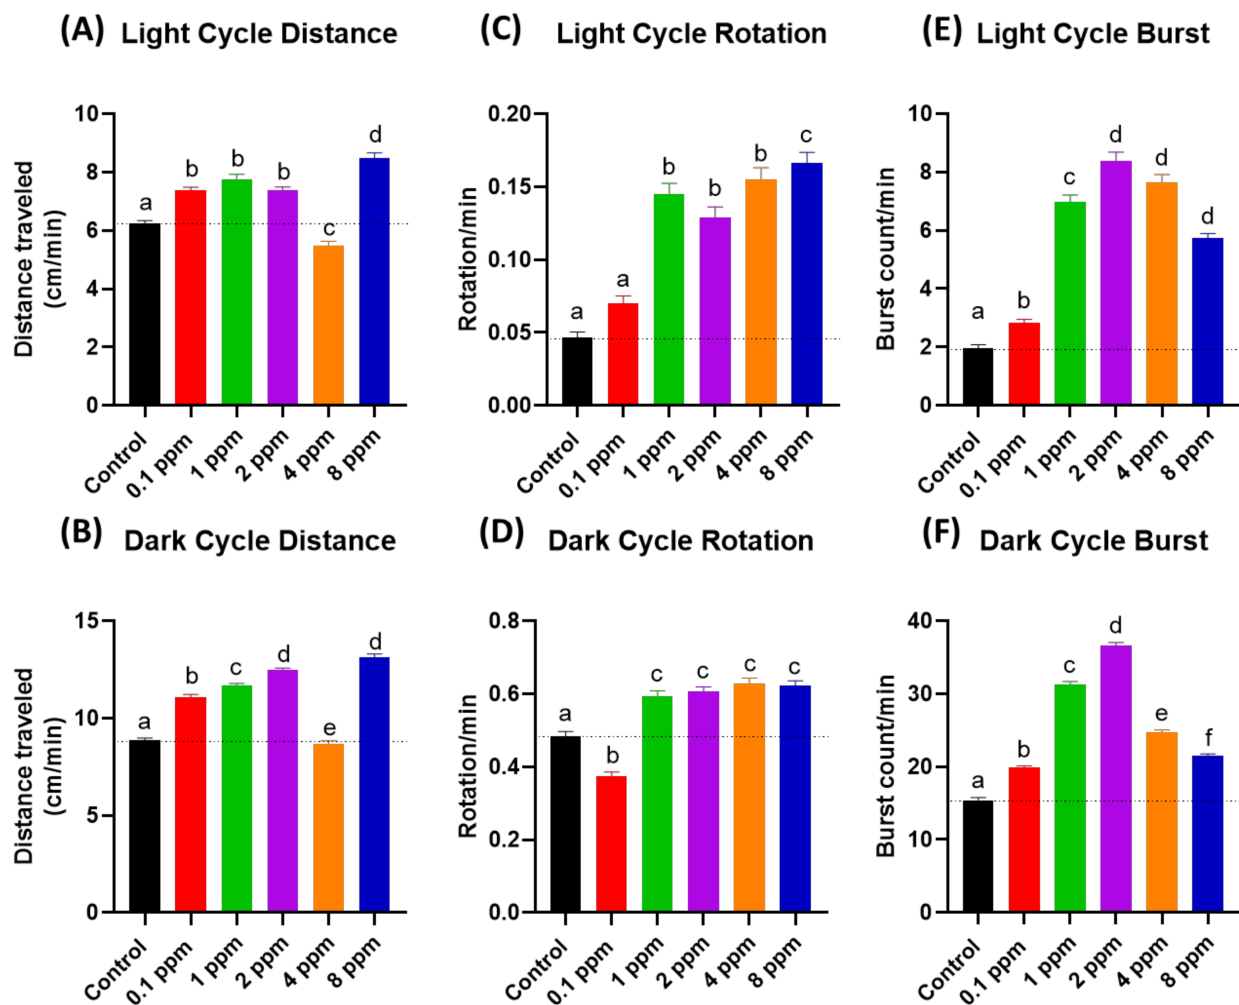 (A) Light Cycle Distance
Distance traveled
(cm/min)
10
8
6
4
2
0
a
b
b
b
c
d
Control
0.1 ppm
1 ppm
2 ppm
4 ppm
8 ppm
(C) Light Cycle Rotation
Rotation/min
0.20
0.15
0.10
0.05
0.00
a
a
b
b
b
c
Control
0.1 ppm
1 ppm
2 ppm
4 ppm
8 ppm
(E) Light Cycle Burst
Burst count/min
10
8
6
4
2
0
a
b
c
d
d
d
Control
0.1 ppm
1 ppm
2 ppm
4 ppm
8 ppm
(B) Dark Cycle Distance
Distance traveled
(cm/min)
15
10
5
0
a
b
c
d
e
d
Control
0.1 ppm
1 ppm
2 ppm
4 ppm
8 ppm
(D) Dark Cycle Rotation
Rotation/min
0.8
0.6
0.4
0.2
0.0
a
b
c
c
c
c
Control
0.1 ppm
1 ppm
2 ppm
4 ppm
8 ppm
(F) Dark Cycle Burst
Burst count/min
40
30
20
10
0
a
b
c
d
e
f
Control
0.1 ppm
1 ppm
2 ppm
4 ppm
8 ppm